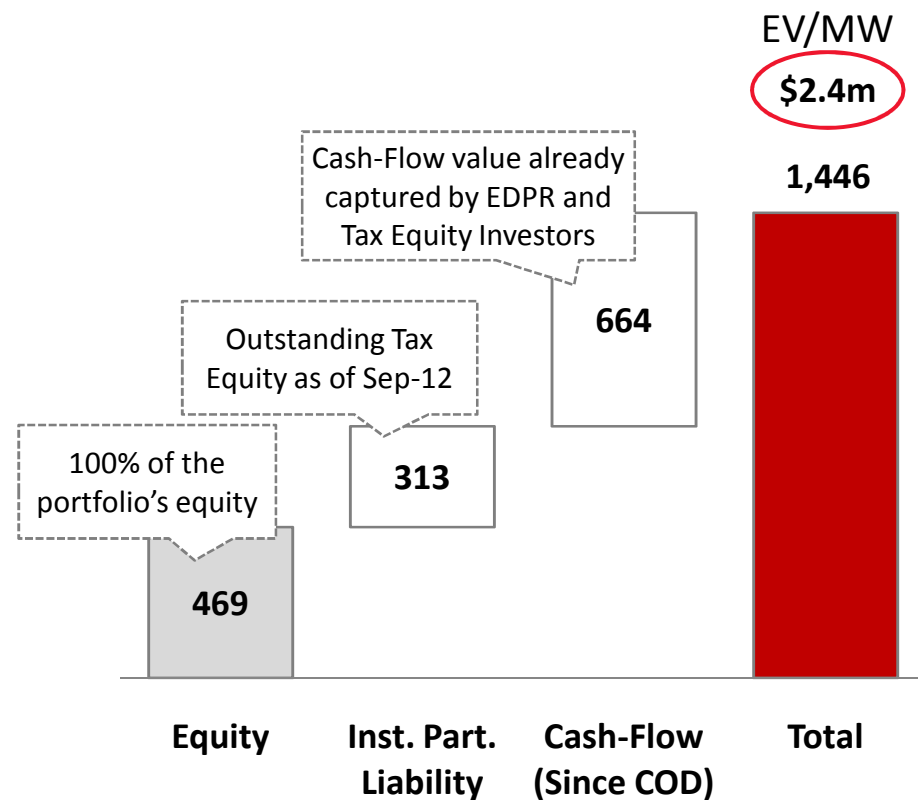 EV/MW
$2.4m
1,446
Cash-Flow value already
captured by EDPR and
Tax Equity Investors
664
Outstanding Tax
Equity as of Sep-12
313
100% of the
portfolio’s equity
469
Equity
Inst. Part.
Liability
Cash-Flow
(Since COD)
Total